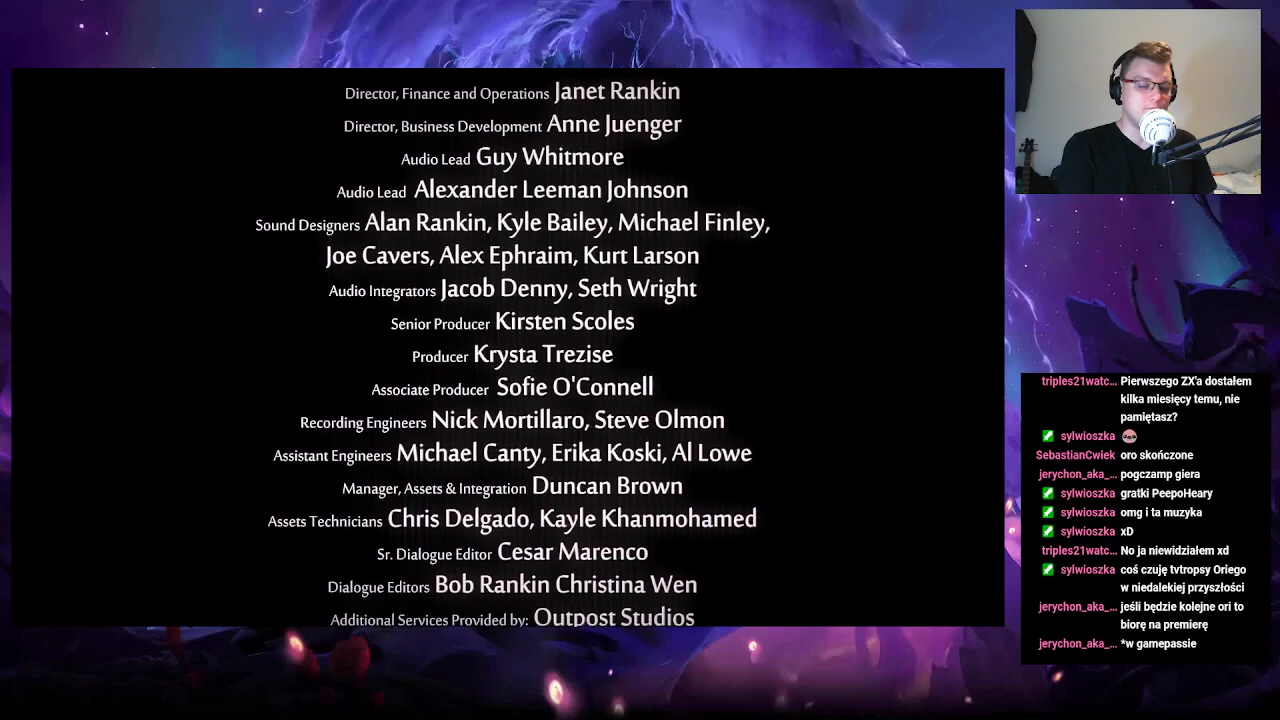 Director, Finance and Operations Janet Rankin
Director, Business Development Anne Juenger
Audio Lead Guy Whitmore
Audio Lead Alexander Leeman Johnson
Sound Designers Alan Rankin, Kyle Bailey, Michael Finley,
Joe Cavers, Alex Ephraim, Kurt Larson
Audio Integrators Jacob Denny, Seth Wright
Senior Producer Kirsten Scoles
Producer Krysta Trezise
Associate Producer Sofie O'Connell
Recording Engineers Nick Mortillaro, Steve Olmon
Assistant Engineers Michael Canty, Erika Koski, Al Lowe
Manager, Assets & Integration Duncan Brown
Assets Technicians Chris Delgado, Kayle Khanmohamed
Sr. Dialogue Editor Cesar Marenco
Dialogue Editors Bob Rankin Christina Wen
Additional Services Provided by: Outpost Studios
triples21watc... Pierwszego ZX'a dostałem
kilka miesięcy temu, nie
pamiętasz?
sylwioszka
SebastianCwiek oro skończone
jerychon_aka_... pogczamp giera
sylwioszka gratki PeepoHeary
sylwioszka omg i ta muzyka
sylwioszka xD
triples21watc... No ja niewidziałem xd
sylwioszka coś czuję tvtropsy Oriego
w niedalekiej przyszłości
jerychon_aka_... jeśli będzie kolejne ori to
biorę na premierę
jerychon_aka_... *w gamepassie